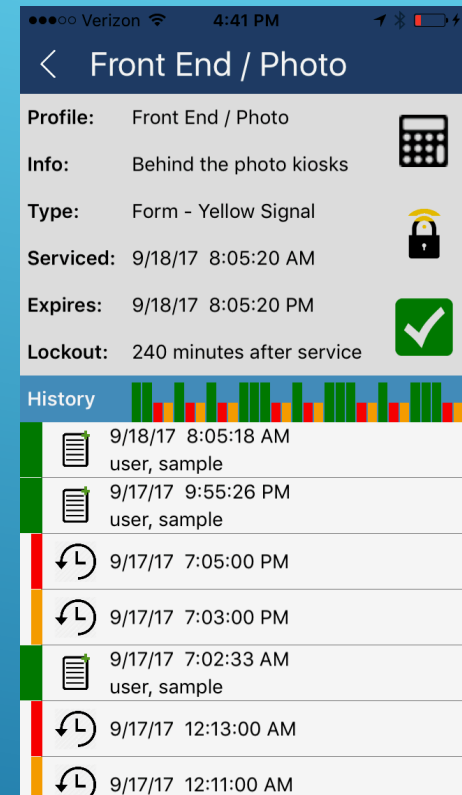 Verizon 4:41 PM
Front End / Photo
Profile: Front End / Photo
Info: Behind the photo kiosks
Type: Form - Yellow Signal
Serviced: 9/18/17 8:05:20 AM
Expires: 9/18/17 8:05:20 PM
Lockout: 240 minutes after service
History
9/18/17 8:05:18 AM
user, sample
9/17/17 9:55:26 PM
user, sample
9/17/17 7:05:00 PM
9/17/17 7:03:00 PM
9/17/17 7:02:33 AM
user, sample
9/17/17 12:13:00 AM
9/17/17 12:11:00 AM